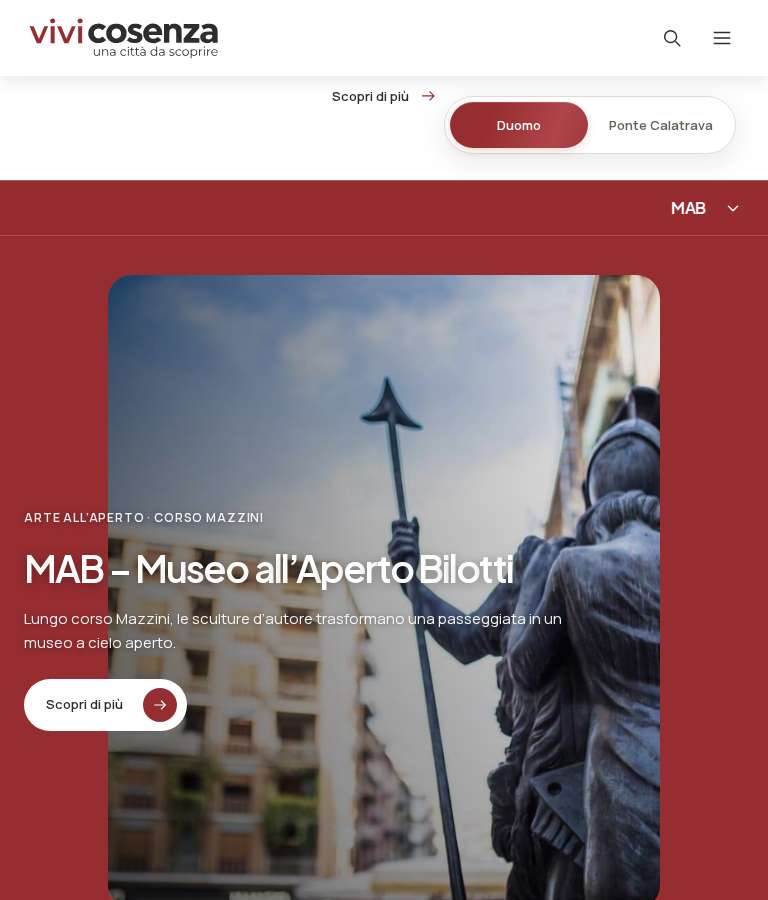 vivicosenza
una città da scoprire
Scopri di più
Duomo
Ponte Calatrava
MAB
ARTE ALL’APERTO · CORSO MAZZINI
MAB – Museo all’Aperto Bilotti
Lungo corso Mazzini, le sculture d’autore trasformano una passeggiata in un
museo a cielo aperto.
Scopri di più